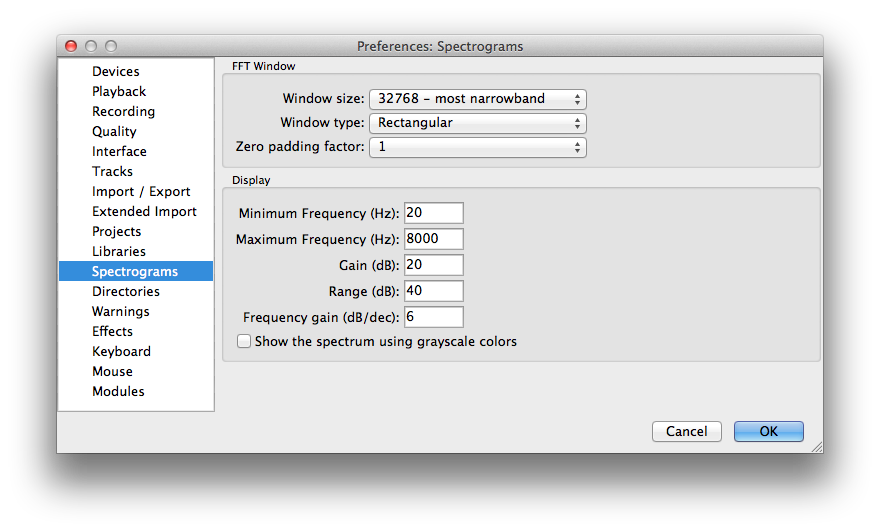 Preferences: Spectrograms
Devices
Playback
Recording
Quality
Interface
Tracks
Import / Export
Extended Import
Projects
Libraries
Spectrograms
Directories
Warnings
Effects
Keyboard
Mouse
Modules
FFT Window
Window size: 32768 – most narrowband
Window type: Rectangular
Zero padding factor: 1
Display
Minimum Frequency (Hz): 20
Maximum Frequency (Hz): 8000
Gain (dB): 20
Range (dB): 40
Frequency gain (dB/dec): 6
Show the spectrum using grayscale colors
Cancel OK